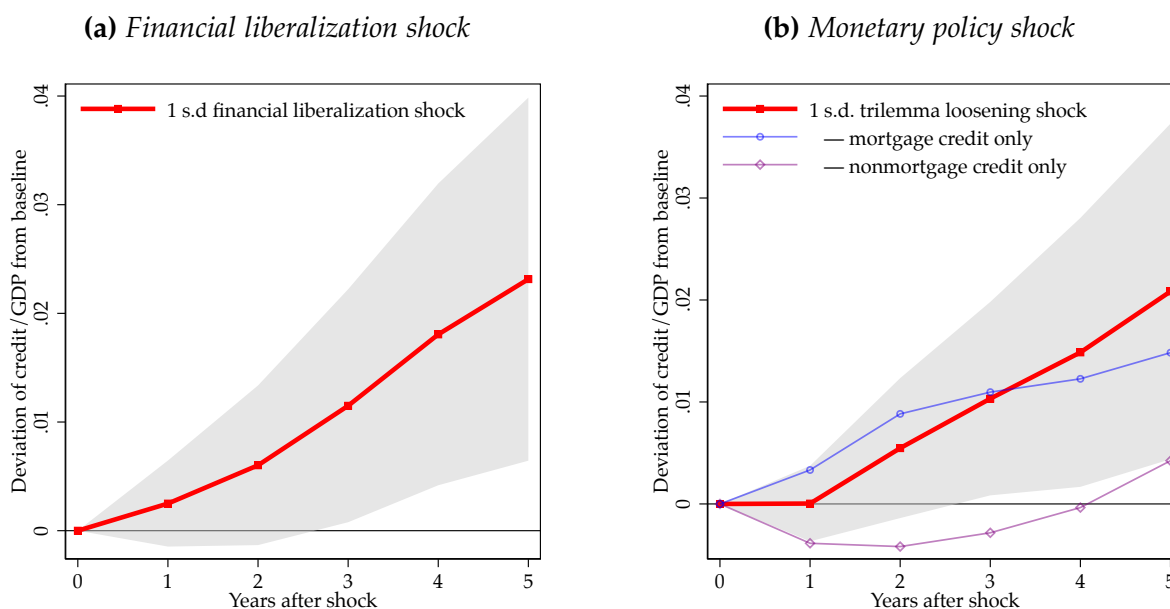 (a) Financial liberalization shock
1 s.d financial liberalization shock
Deviation of credit/GDP from baseline
.04
.03
.02
.01
0
0 1 2 3 4 5
Years after shock
(b) Monetary policy shock
1 s.d. trilemma loosening shock
— mortgage credit only
— nonmortgage credit only
Deviation of credit/GDP from baseline
.04
.03
.02
.01
0
0 1 2 3 4 5
Years after shock